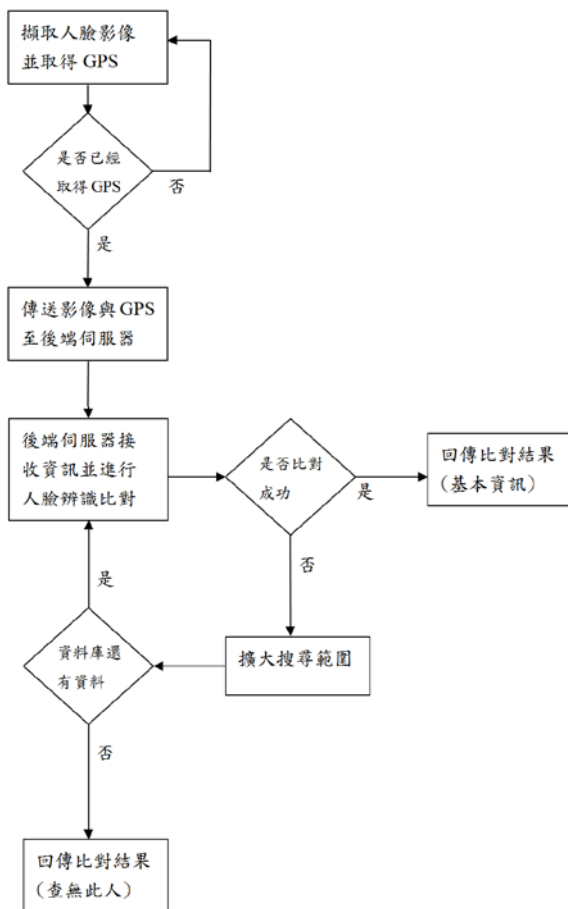 擷取人臉影像
並取得 GPS
是否已經
取得 GPS
否
是
傳送影像與 GPS
至後端伺服器
後端伺服器接
收資訊並進行
人臉辨識比對
是否比對
成功
是
回傳比對結果
（基本資訊）
否
擴大搜尋範圍
是
資料庫還
有資料
否
回傳比對結果
（查無此人）